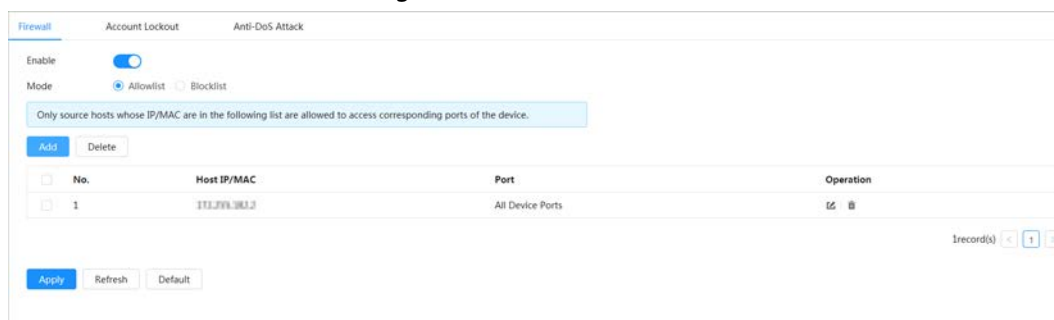 Firewall Account Lockout Anti-DoS Attack
Enable
Mode Allowlist Blocklist
Only source hosts whose IP/MAC are in the following list are allowed to access corresponding ports of the device.
Add Delete
No. Host IP/MAC Port Operation
1 All Device Ports
1record(s) < 1 >
Apply Refresh Default